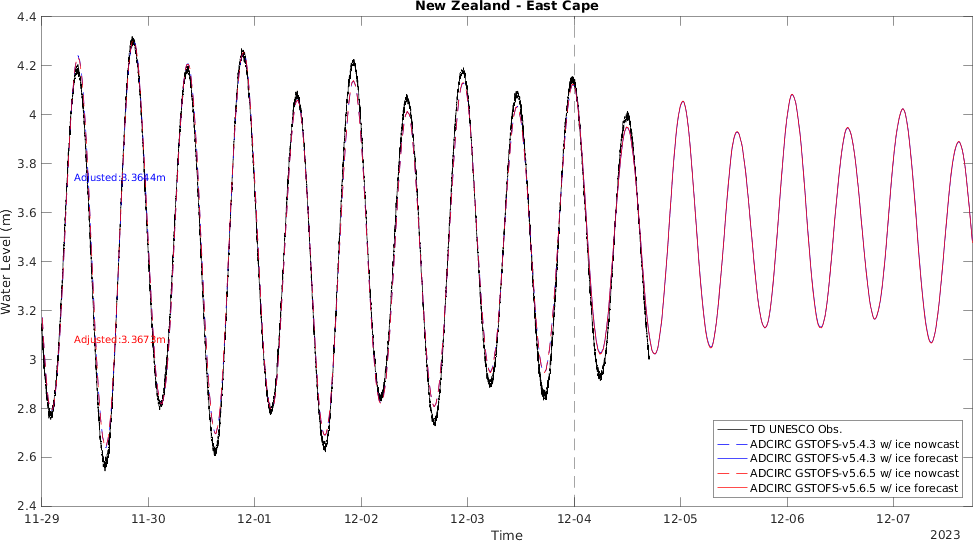 New Zealand - East Cape
4.4
4.2
4
3.8
3.6
3.4
3.2
3
2.8
2.6
2.4
Water Level (m)
Adjusted:3.3644m
Adjusted:3.3673m
TD UNESCO Obs.
ADCIRC GSTOFS-v5.4.3 w/ ice nowcast
ADCIRC GSTOFS-v5.4.3 w/ ice forecast
ADCIRC GSTOFS-v5.6.5 w/ ice nowcast
ADCIRC GSTOFS-v5.6.5 w/ ice forecast
11-29 11-30 12-01 12-02 12-03 12-04 12-05 12-06 12-07
Time
2023